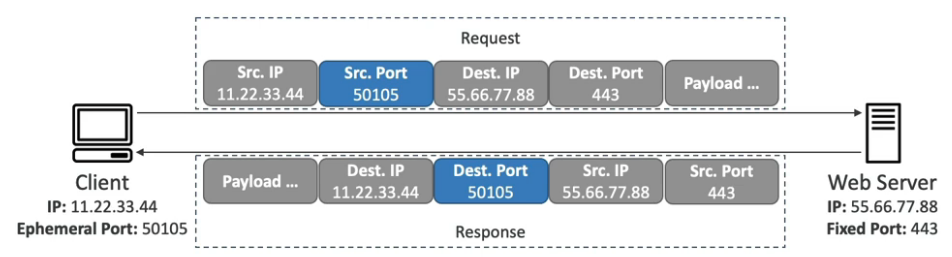 Request
Src. IP
11.22.33.44
Src. Port
50105
Dest. IP
55.66.77.88
Dest. Port
443
Payload ...
Client
IP: 11.22.33.44
Ephemeral Port: 50105
Web Server
IP: 55.66.77.88
Fixed Port: 443
Payload ...
Dest. IP
11.22.33.44
Dest. Port
50105
Src. IP
55.66.77.88
Src. Port
443
Response